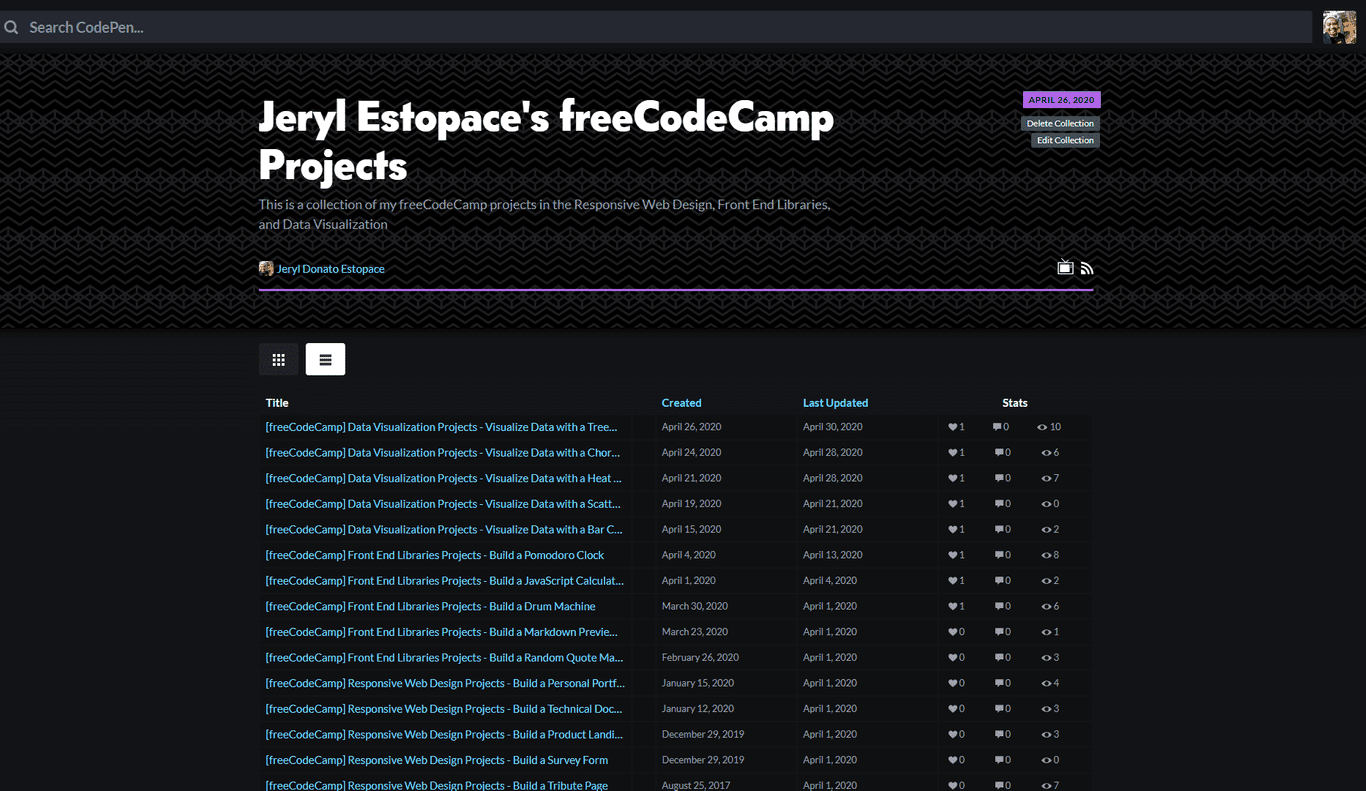 Search CodePen...
Jeryl Estopace's freeCodeCamp
Projects
APRIL 26, 2020
Delete Collection
Edit Collection
This is a collection of my freeCodeCamp projects in the Responsive Web Design, Front End Libraries,
and Data Visualization
Jeryl Donato Estopace
Title Created Last Updated Stats
[freeCodeCamp] Data Visualization Projects - Visualize Data with a Tree... April 26, 2020 April 30, 2020 1 0 10
[freeCodeCamp] Data Visualization Projects - Visualize Data with a Chor... April 24, 2020 April 28, 2020 1 0 6
[freeCodeCamp] Data Visualization Projects - Visualize Data with a Heat ... April 21, 2020 April 28, 2020 1 0 7
[freeCodeCamp] Data Visualization Projects - Visualize Data with a Scatt... April 19, 2020 April 21, 2020 1 0 0
[freeCodeCamp] Data Visualization Projects - Visualize Data with a Bar C... April 15, 2020 April 21, 2020 1 0 2
[freeCodeCamp] Front End Libraries Projects - Build a Pomodoro Clock April 4, 2020 April 13, 2020 1 0 8
[freeCodeCamp] Front End Libraries Projects - Build a JavaScript Calculat... April 1, 2020 April 4, 2020 1 0 2
[freeCodeCamp] Front End Libraries Projects - Build a Drum Machine March 30, 2020 April 1, 2020 1 0 6
[freeCodeCamp] Front End Libraries Projects - Build a Markdown Previe... March 23, 2020 April 1, 2020 0 0 1
[freeCodeCamp] Front End Libraries Projects - Build a Random Quote Ma... February 26, 2020 April 1, 2020 0 0 3
[freeCodeCamp] Responsive Web Design Projects - Build a Personal Portf... January 15, 2020 April 1, 2020 0 0 4
[freeCodeCamp] Responsive Web Design Projects - Build a Technical Doc... January 12, 2020 April 1, 2020 0 0 3
[freeCodeCamp] Responsive Web Design Projects - Build a Product Landi... December 29, 2019 April 1, 2020 0 0 3
[freeCodeCamp] Responsive Web Design Projects - Build a Survey Form December 29, 2019 April 1, 2020 0 0 0
[freeCodeCamp] Responsive Web Design Projects - Build a Tribute Page August 25, 2017 April 1, 2020 0 0 7